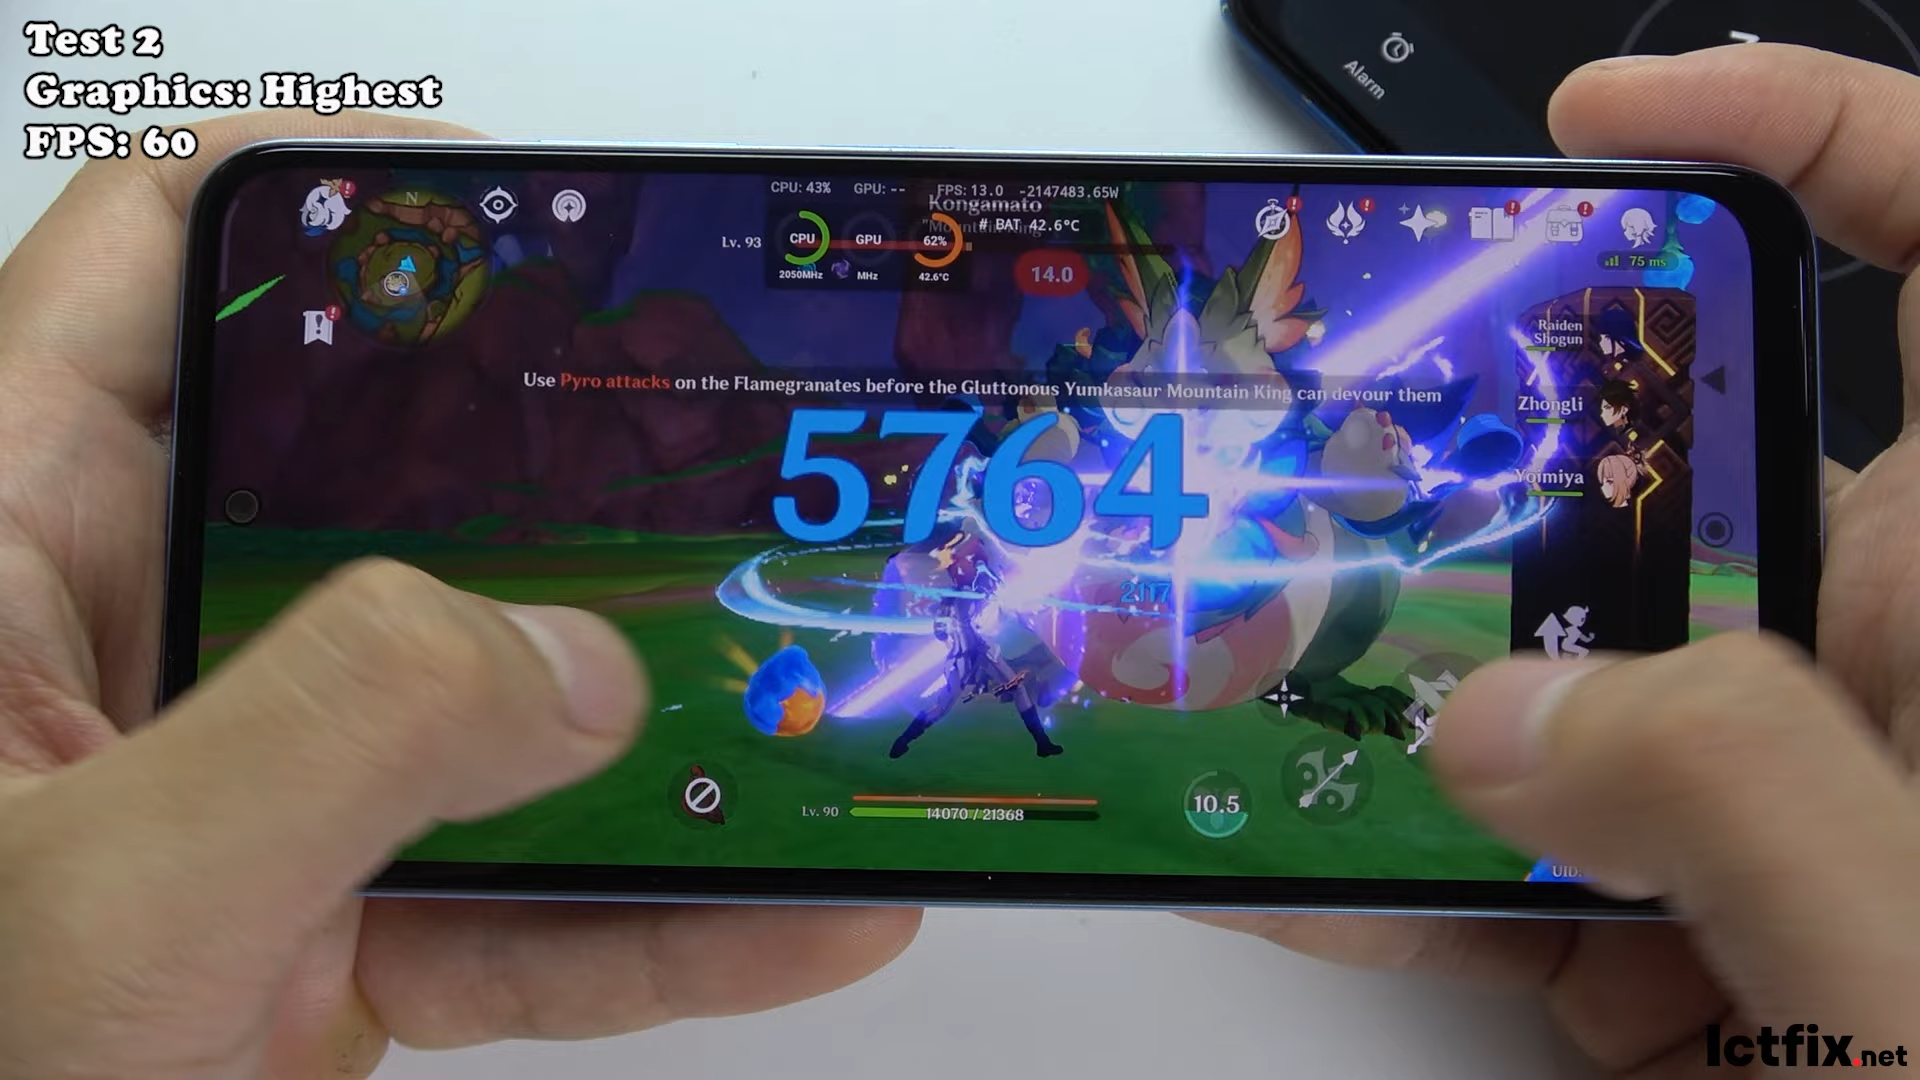 Test 2
Graphics: Highest
FPS: 60
Alarm
N
CPU: 43% GPU: -- FPS: 13.0 -2147483.65W
Kongamato
# BAT 42.6°C
Lv. 93
CPU
GPU
62%
2050MHz
MHz
42.6°C
14.0
75 ms
Raiden
Shogun
Use Pyro attacks on the Flamegranates before the Gluttonous Yumkasaur Mountain King can devour them
Zhongli
5764
Yoimiya
2117
Lv. 90
14070 / 21368
10.5
UID:
Ictfix.net